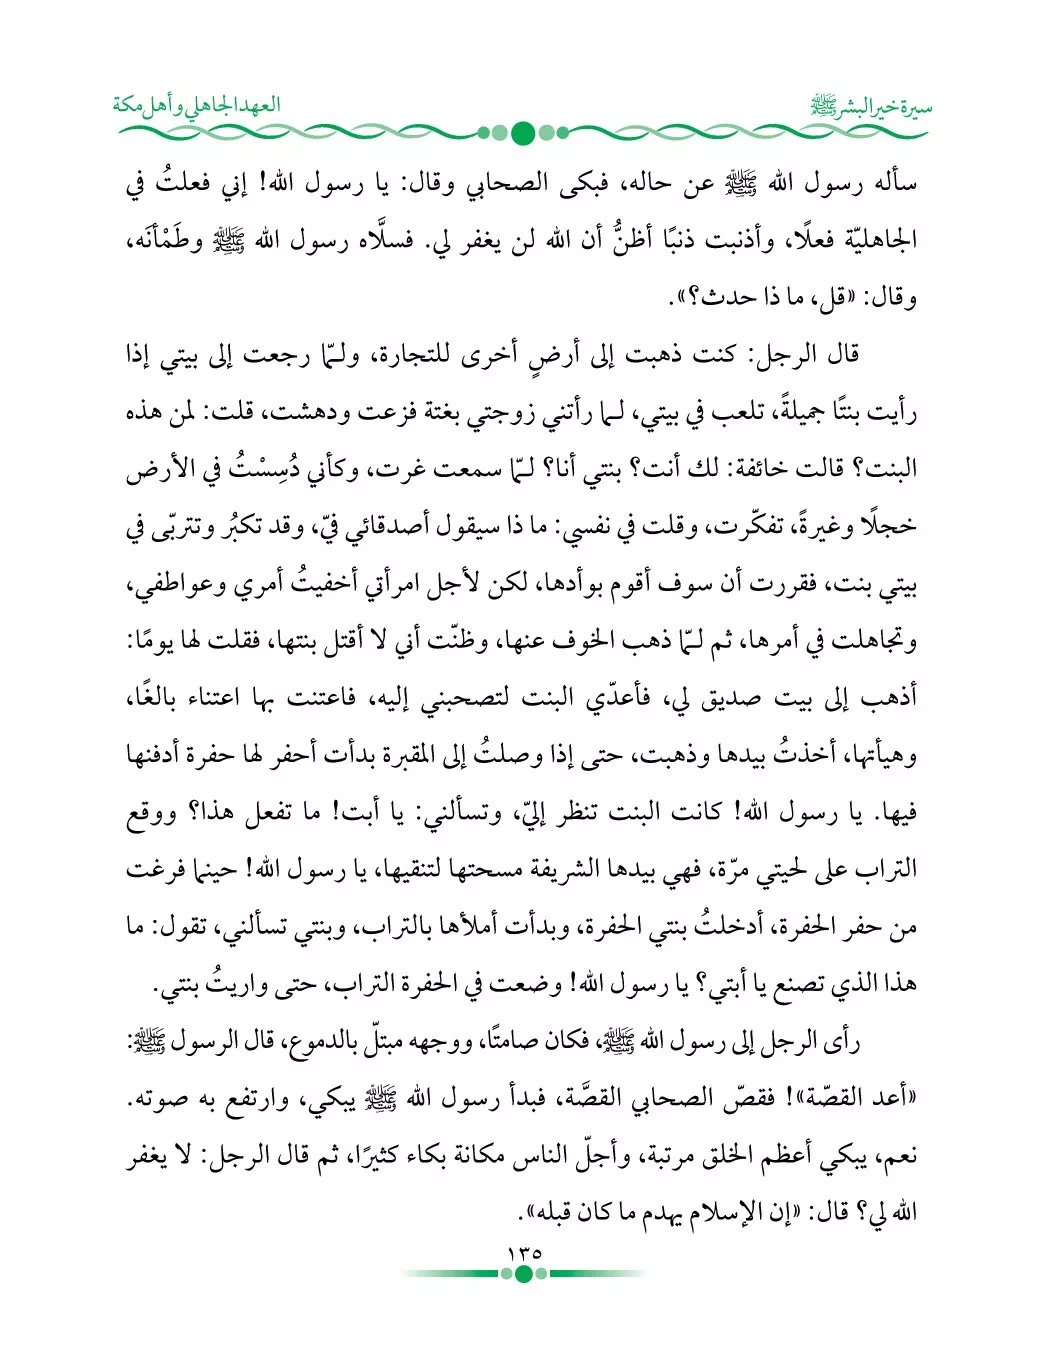 سيرة خير البشر ﷺ
العهد الجاهلي وأهل مكة
سأله رسول الله ﷺ عن حاله، فبكى الصحابي وقال: يا رسول الله! إني فعلتُ في
الجاهليّة فعلًا، وأذنبت ذنبًا أظنُّ أن الله لن يغفر لي. فسلَّاه رسول الله ﷺ وطَمْأنَه،
وقال: «قل، ما ذا حدث؟».
قال الرجل: كنت ذهبت إلى أرضٍ أخرى للتجارة، ولـمّا رجعت إلى بيتي إذا
رأيت بنتًا جميلةً، تلعب في بيتي، لـما رأتني زوجتي بغتة فزعت ودهشت، قلت: لمن هذه
البنت؟ قالت خائفة: لك أنت؟ بنتي أنا؟ لـمّا سمعت غرت، وكأني دُسِسْتُ في الأرض
خجلًا وغيرةً، تفكّرت، وقلت في نفسي: ما ذا سيقول أصدقائي فيّ، وقد تكبُر وتتربّى في
بيتي بنت، فقررت أن سوف أقوم بوأدها، لكن لأجل امرأتي أخفيتُ أمري وعواطفي،
وتجاهلت في أمرها، ثم لـمّا ذهب الخوف عنها، وظنّت أني لا أقتل بنتها، فقلت لها يومًا:
أذهب إلى بيت صديق لي، فأعدّي البنت لتصحبني إليه، فاعتنت بها اعتناء بالغًا،
وهيأتها، أخذتُ بيدها وذهبت، حتى إذا وصلتُ إلى المقبرة بدأت أحفر لها حفرة أدفنها
فيها. يا رسول الله! كانت البنت تنظر إليّ، وتسألني: يا أبت! ما تفعل هذا؟ ووقع
التراب على لحيتي مرّة، فهي بيدها الشريفة مسحتها لتنقيها، يا رسول الله! حينما فرغت
من حفر الحفرة، أدخلتُ بنتي الحفرة، وبدأت أملأها بالتراب، وبنتي تسألني، تقول: ما
هذا الذي تصنع يا أبتي؟ يا رسول الله! وضعت في الحفرة التراب، حتى واريتُ بنتي.
رأى الرجل إلى رسول الله ﷺ، فكان صامتًا، ووجهه مبتلّ بالدموع، قال الرسول ﷺ:
«أعد القصّة»! فقصّ الصحابي القصَّة، فبدأ رسول الله ﷺ يبكي، وارتفع به صوته.
نعم، يبكي أعظم الخلق مرتبة، وأجلّ الناس مكانة بكاء كثيرًا، ثم قال الرجل: لا يغفر
الله لي؟ قال: «إن الإسلام يهدم ما كان قبله».
١٣٥